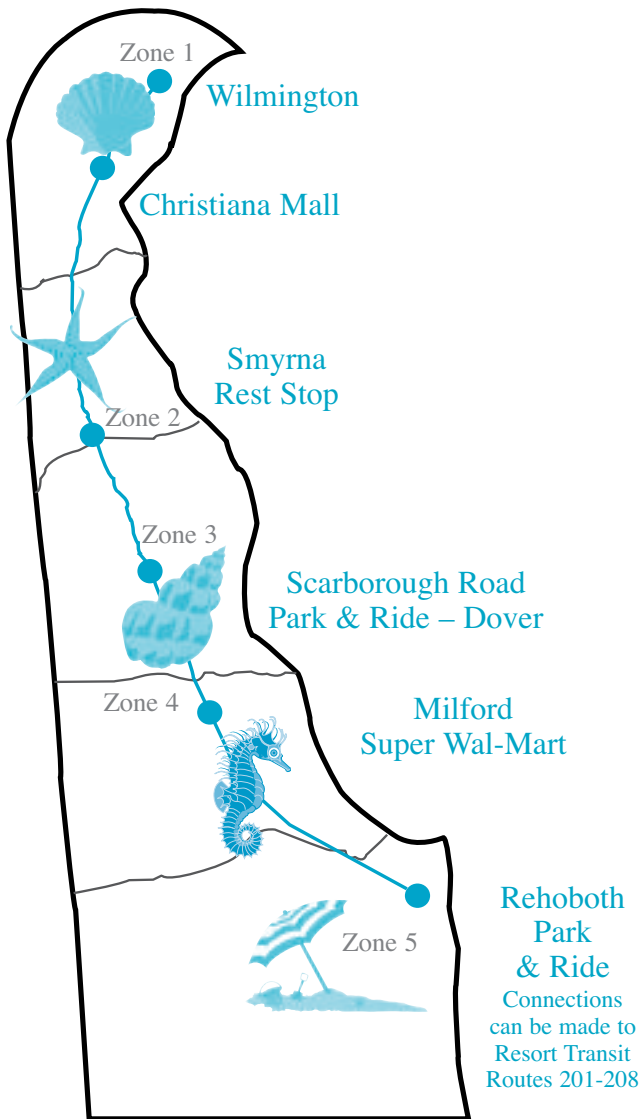 Zone 1
Wilmington
Christiana Mall
Smyrna
Rest Stop
Zone 2
Zone 3
Scarborough Road
Park & Ride – Dover
Zone 4
Milford
Super Wal-Mart
Rehoboth
Park
& Ride
Zone 5
Connections
can be made to
Resort Transit
Routes 201-208